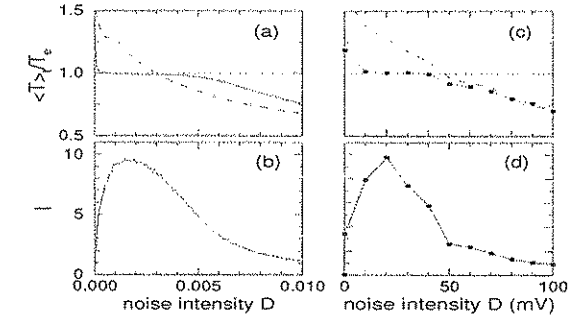 <T>/Tₑ
1.5
1.0
0.5
(a)
(c)
I
10
5
0
(b)
(d)
0.000 0.005 0.010
0 50 100
noise intensity D
noise intensity D (mV)